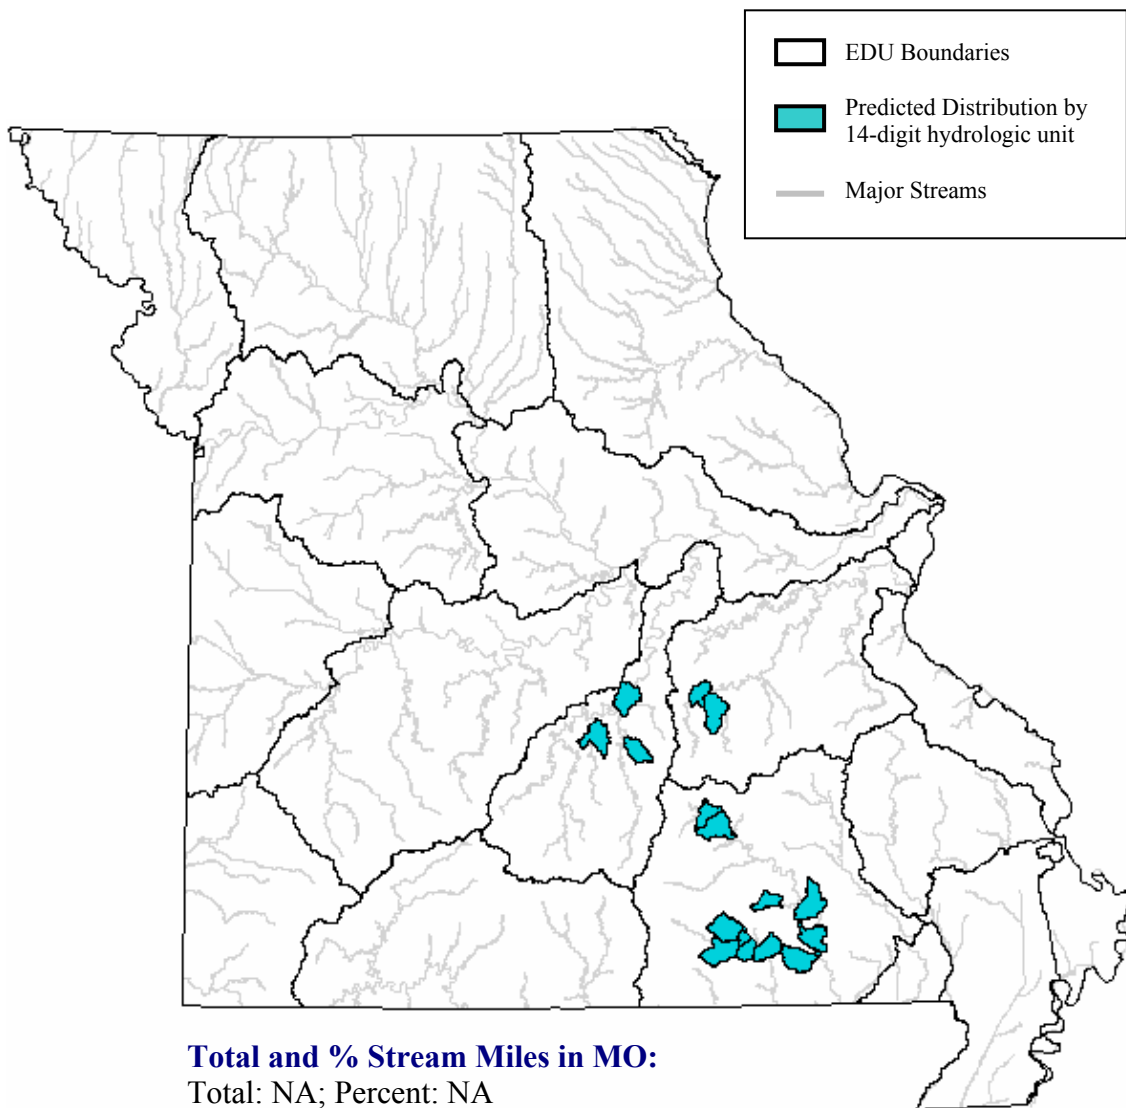 EDU Boundaries
Predicted Distribution by
14-digit hydrologic unit
Major Streams
Total and % Stream Miles in MO:
Total: NA; Percent: NA